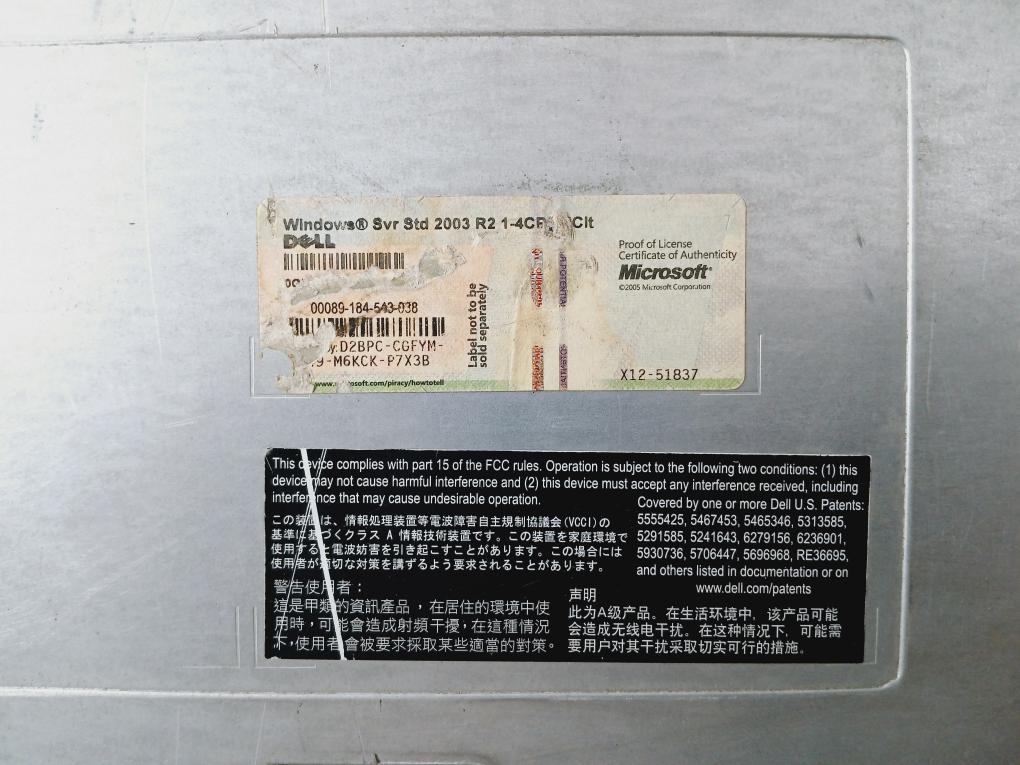 Windows® Svr Std 2003 R2 1-4CP Clt
DELL
Proof of License
Certificate of Authenticity
Microsoft®
©2005 Microsoft Corporation
00089-184-543-038
Label not to be
sold separately
D2BPC-CGFYM-
9-M6KCK-P7X3B
soft.com/piracy/howtotell
X12-51837
This device complies with part 15 of the FCC rules. Operation is subject to the following two conditions: (1) this
device may not cause harmful interference and (2) this device must accept any interference received, including
interference that may cause undesirable operation.
Covered by one or more Dell U.S. Patents:
5555425, 5467453, 5465346, 5313585,
5291585, 5241643, 6279156, 6236901,
5930736, 5706447, 5696968, RE36695,
and others listed in documentation or on
www.dell.com/patents
この装置は、情報処理装置等電波障害自主規制協議会(VCCI)の
基準に基づくクラス A 情報技術装置です。この装置を家庭環境で
使用すると電波妨害を引き起こすことがあります。この場合には
使用者が適切な対策を講ずるよう要求されることがあります。
警告使用者：
這是甲類的資訊產品，在居住的環境中使
用時，可能會造成射頻干擾，在這種情況
下，使用者會被要求採取某些適當的對策。
声明
此为A级产品。在生活环境中，该产品可能
会造成无线电干扰。在这种情况下，可能需
要用户对其干扰采取切实可行的措施。